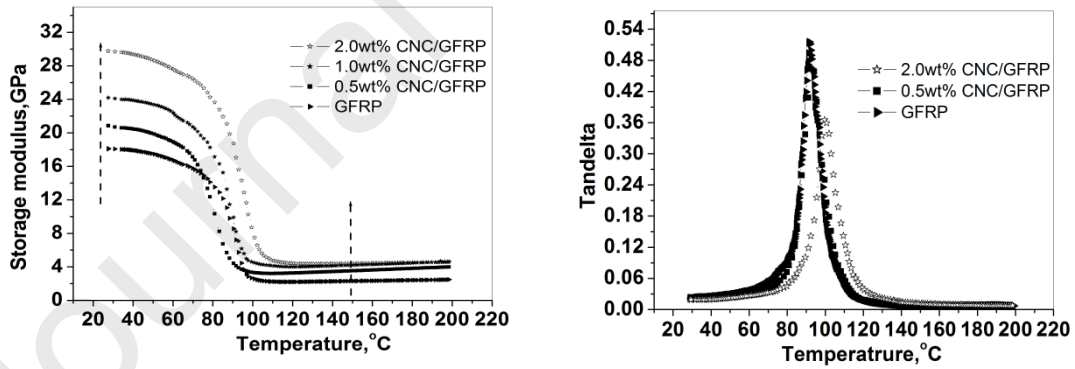 Storage modulus,GPa
32
28
24
20
16
12
8
4
0
20 40 60 80 100 120 140 160 180 200 220
Temperature,°C
2.0wt% CNC/GFRP
1.0wt% CNC/GFRP
0.5wt% CNC/GFRP
GFRP
Journal
Tandelta
0.54
0.48
0.42
0.36
0.30
0.24
0.18
0.12
0.06
0.00
20 40 60 80 100 120 140 160 180 200 220
Temperatrure,°C
2.0wt% CNC/GFRP
0.5wt% CNC/GFRP
GFRP